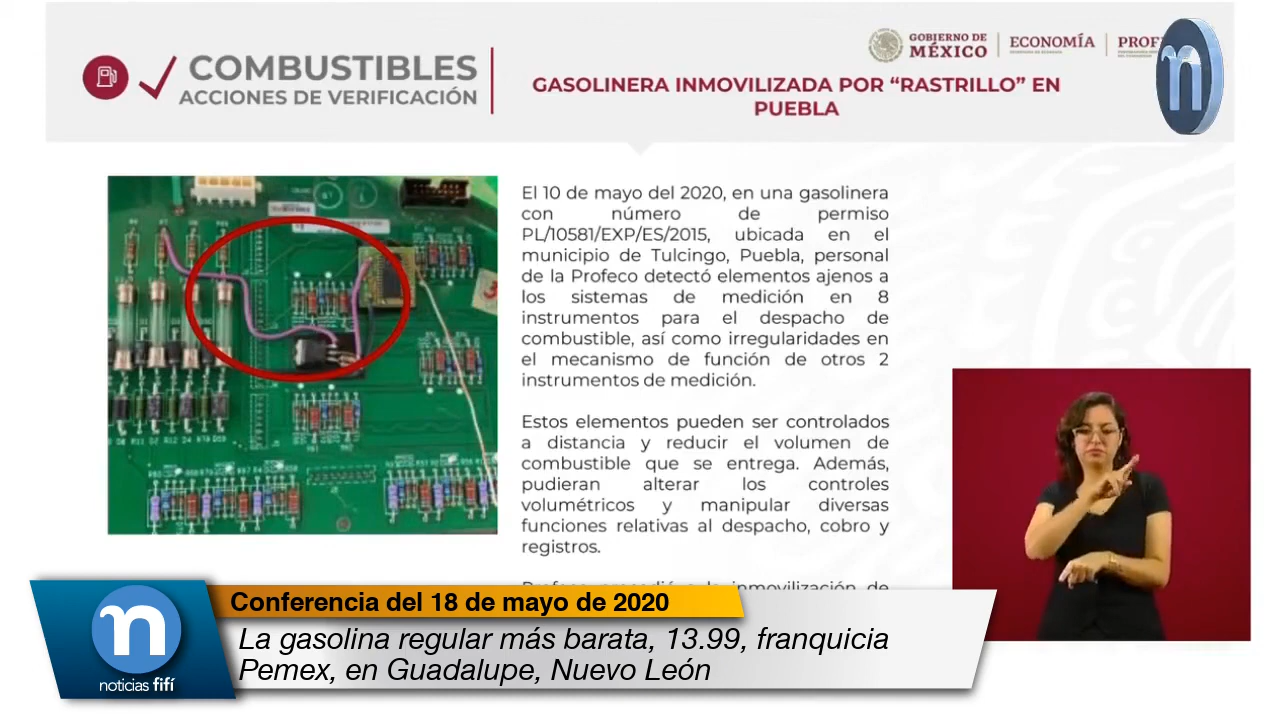 COMBUSTIBLES
ACCIONES DE VERIFICACIÓN
GOBIERNO DE
MÉXICO
ECONOMÍA
GASOLINERA INMOVILIZADA POR “RASTRILLO” EN
PUEBLA
n
El 10 de mayo del 2020, en una gasolinera
con número de permiso
PL/10581/EXP/ES/2015, ubicada en el
municipio de Tulcingo, Puebla, personal
de la Profeco detectó elementos ajenos a
los sistemas de medición en 8
instrumentos para el despacho de
combustible, así como irregularidades en
el mecanismo de función de otros 2
instrumentos de medición.
Estos elementos pueden ser controlados
a distancia y reducir el volumen de
combustible que se entrega. Además,
pudieran alterar los controles
volumétricos y manipular diversas
funciones relativas al despacho, cobro y
registros.
Conferencia del 18 de mayo de 2020
La gasolina regular más barata, 13.99, franquicia
Pemex, en Guadalupe, Nuevo León
n
noticias fifí